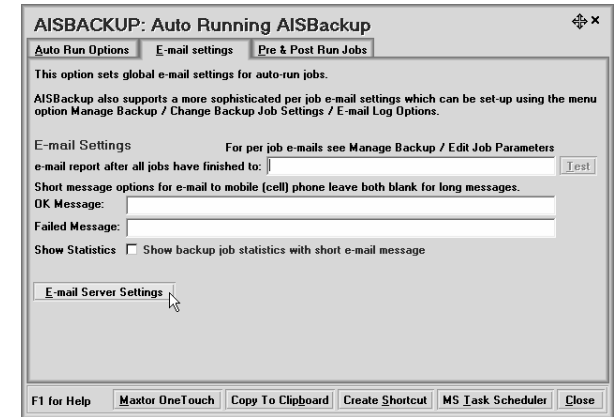 AISBACKUP: Auto Running AISBackup
Auto Run Options E-mail settings Pre & Post Run Jobs
This option sets global e-mail settings for auto-run jobs.
AISBackup also supports a more sophisticated per job e-mail settings which can be set-up using the menu
option Manage Backup / Change Backup Job Settings / E-mail Log Options.
E-mail Settings For per job e-mails see Manage Backup / Edit Job Parameters
e-mail report after all jobs have finished to: Test
Short message options for e-mail to mobile (cell) phone leave both blank for long messages.
OK Message:
Failed Message:
Show Statistics Show backup job statistics with short e-mail message
E-mail Server Settings
F1 for Help Maxtor OneTouch Copy To Clipboard Create Shortcut MS Task Scheduler Close